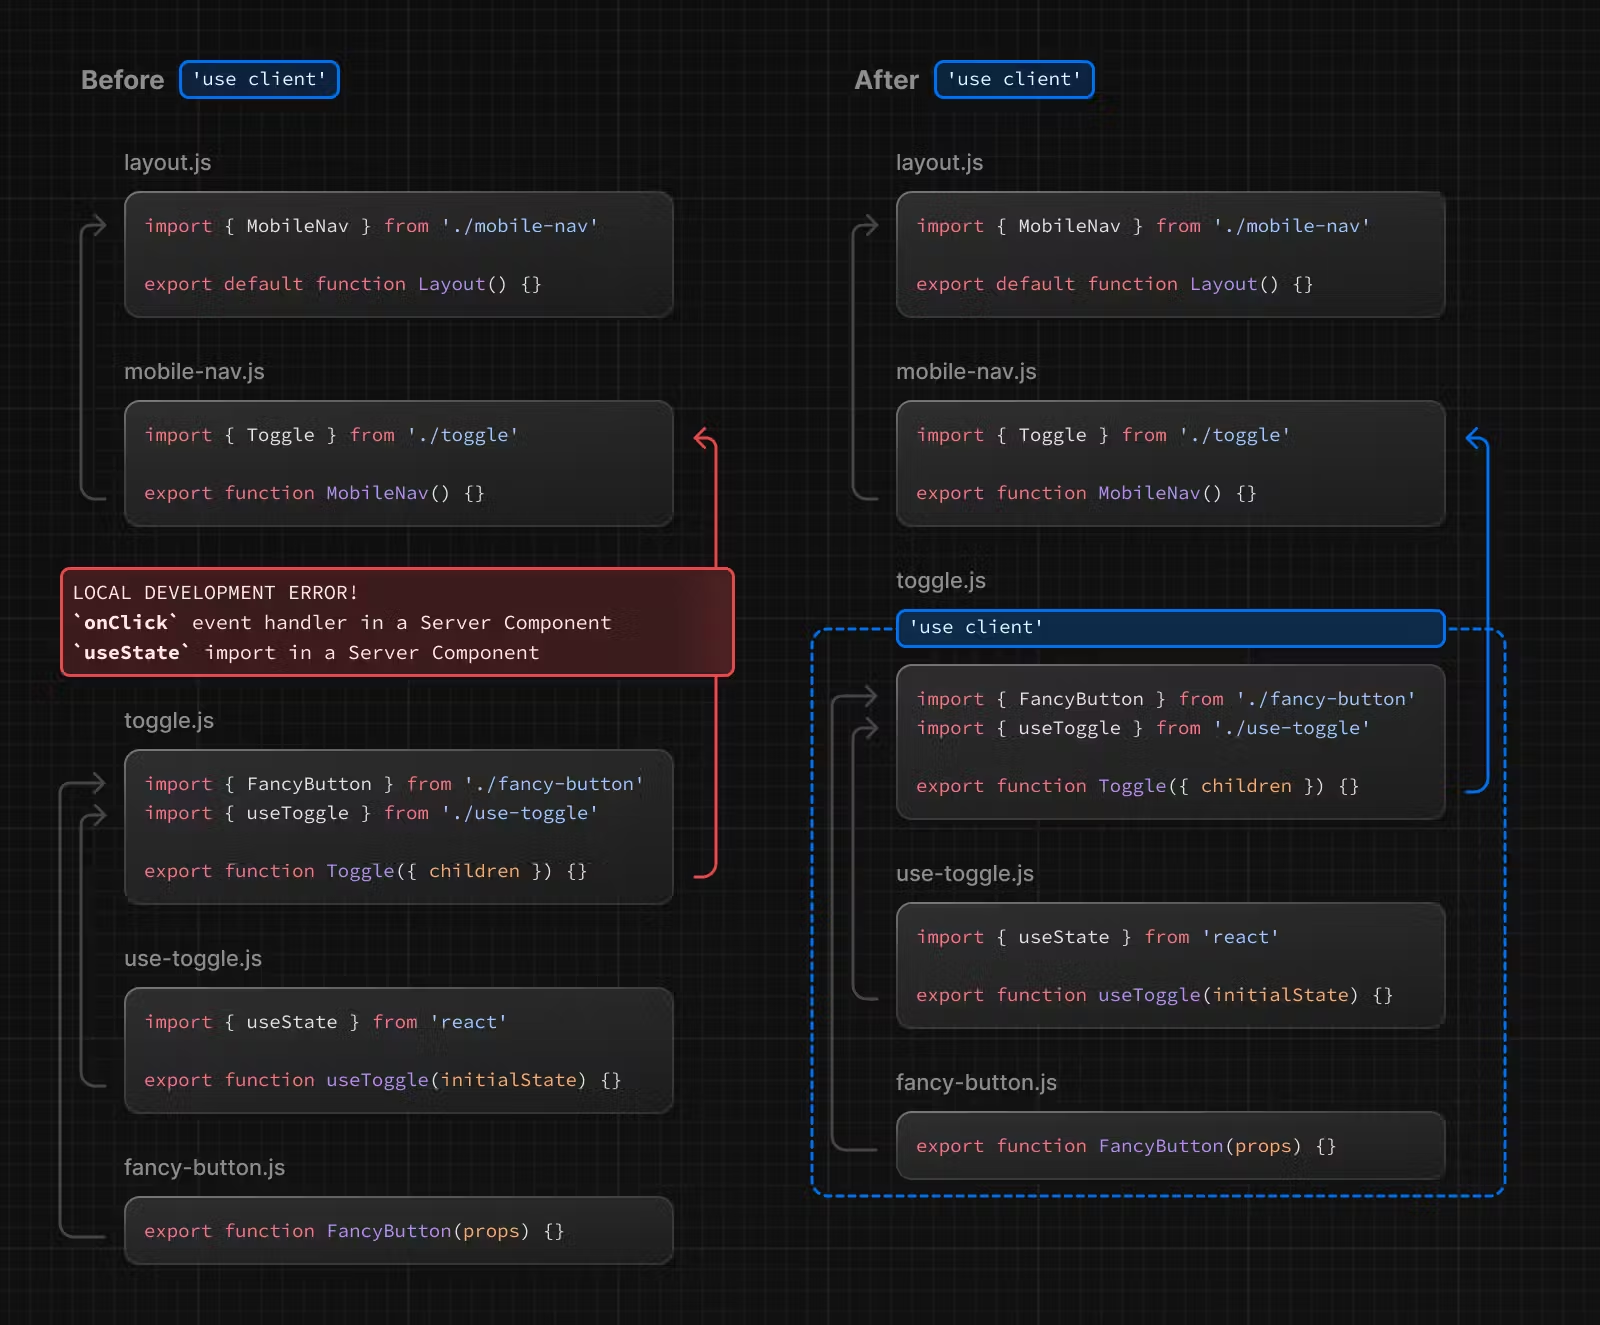 Before 'use client'
layout.js
import { MobileNav } from './mobile-nav'
export default function Layout() {}
mobile-nav.js
import { Toggle } from './toggle'
export function MobileNav() {}
LOCAL DEVELOPMENT ERROR!
`onClick` event handler in a Server Component
`useState` import in a Server Component
toggle.js
import { FancyButton } from './fancy-button'
import { useToggle } from './use-toggle'
export function Toggle({ children }) {}
use-toggle.js
import { useState } from 'react'
export function useToggle(initialState) {}
fancy-button.js
export function FancyButton(props) {}
After 'use client'
layout.js
import { MobileNav } from './mobile-nav'
export default function Layout() {}
mobile-nav.js
import { Toggle } from './toggle'
export function MobileNav() {}
toggle.js
'use client'
import { FancyButton } from './fancy-button'
import { useToggle } from './use-toggle'
export function Toggle({ children }) {}
use-toggle.js
import { useState } from 'react'
export function useToggle(initialState) {}
fancy-button.js
export function FancyButton(props) {}